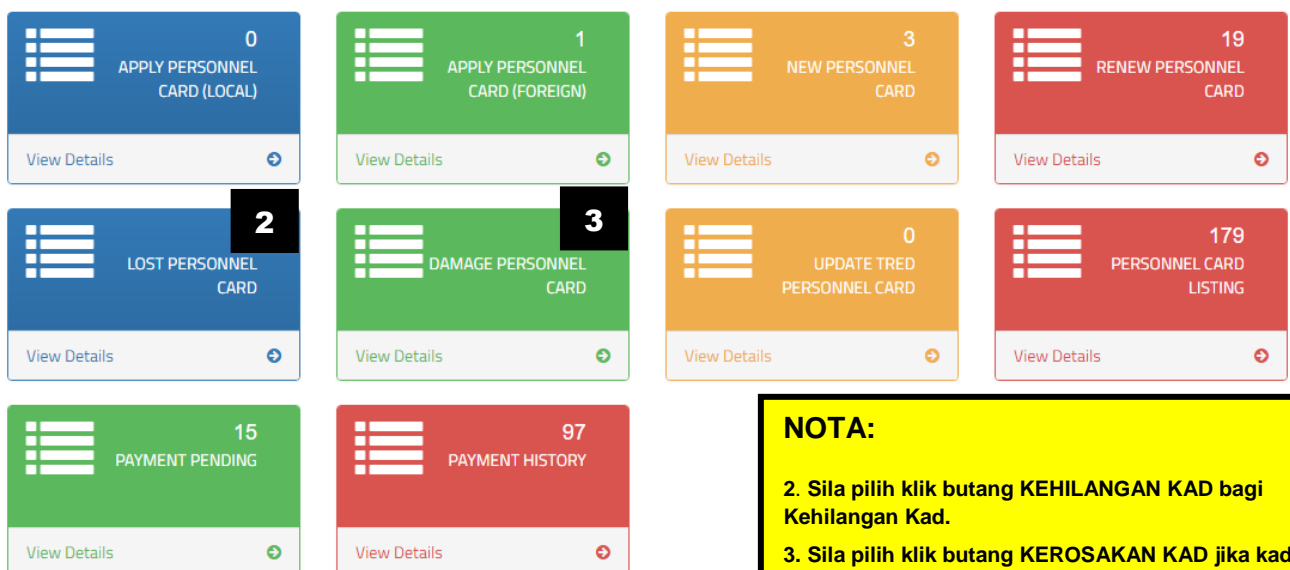 0
APPLY PERSONNEL
CARD (LOCAL)
View Details
1
APPLY PERSONNEL
CARD (FOREIGN)
View Details
3
NEW PERSONNEL
CARD
View Details
19
RENEW PERSONNEL
CARD
View Details
2
LOST PERSONNEL
CARD
View Details
3
DAMAGE PERSONNEL
CARD
View Details
0
UPDATE TRED
PERSONNEL CARD
View Details
179
PERSONNEL CARD
LISTING
View Details
15
PAYMENT PENDING
View Details
97
PAYMENT HISTORY
View Details
NOTA:
2. Sila pilih klik butang KEHILANGAN KAD bagi
Kehilangan Kad.
3. Sila pilih klik butang KEROSAKAN KAD jika kad